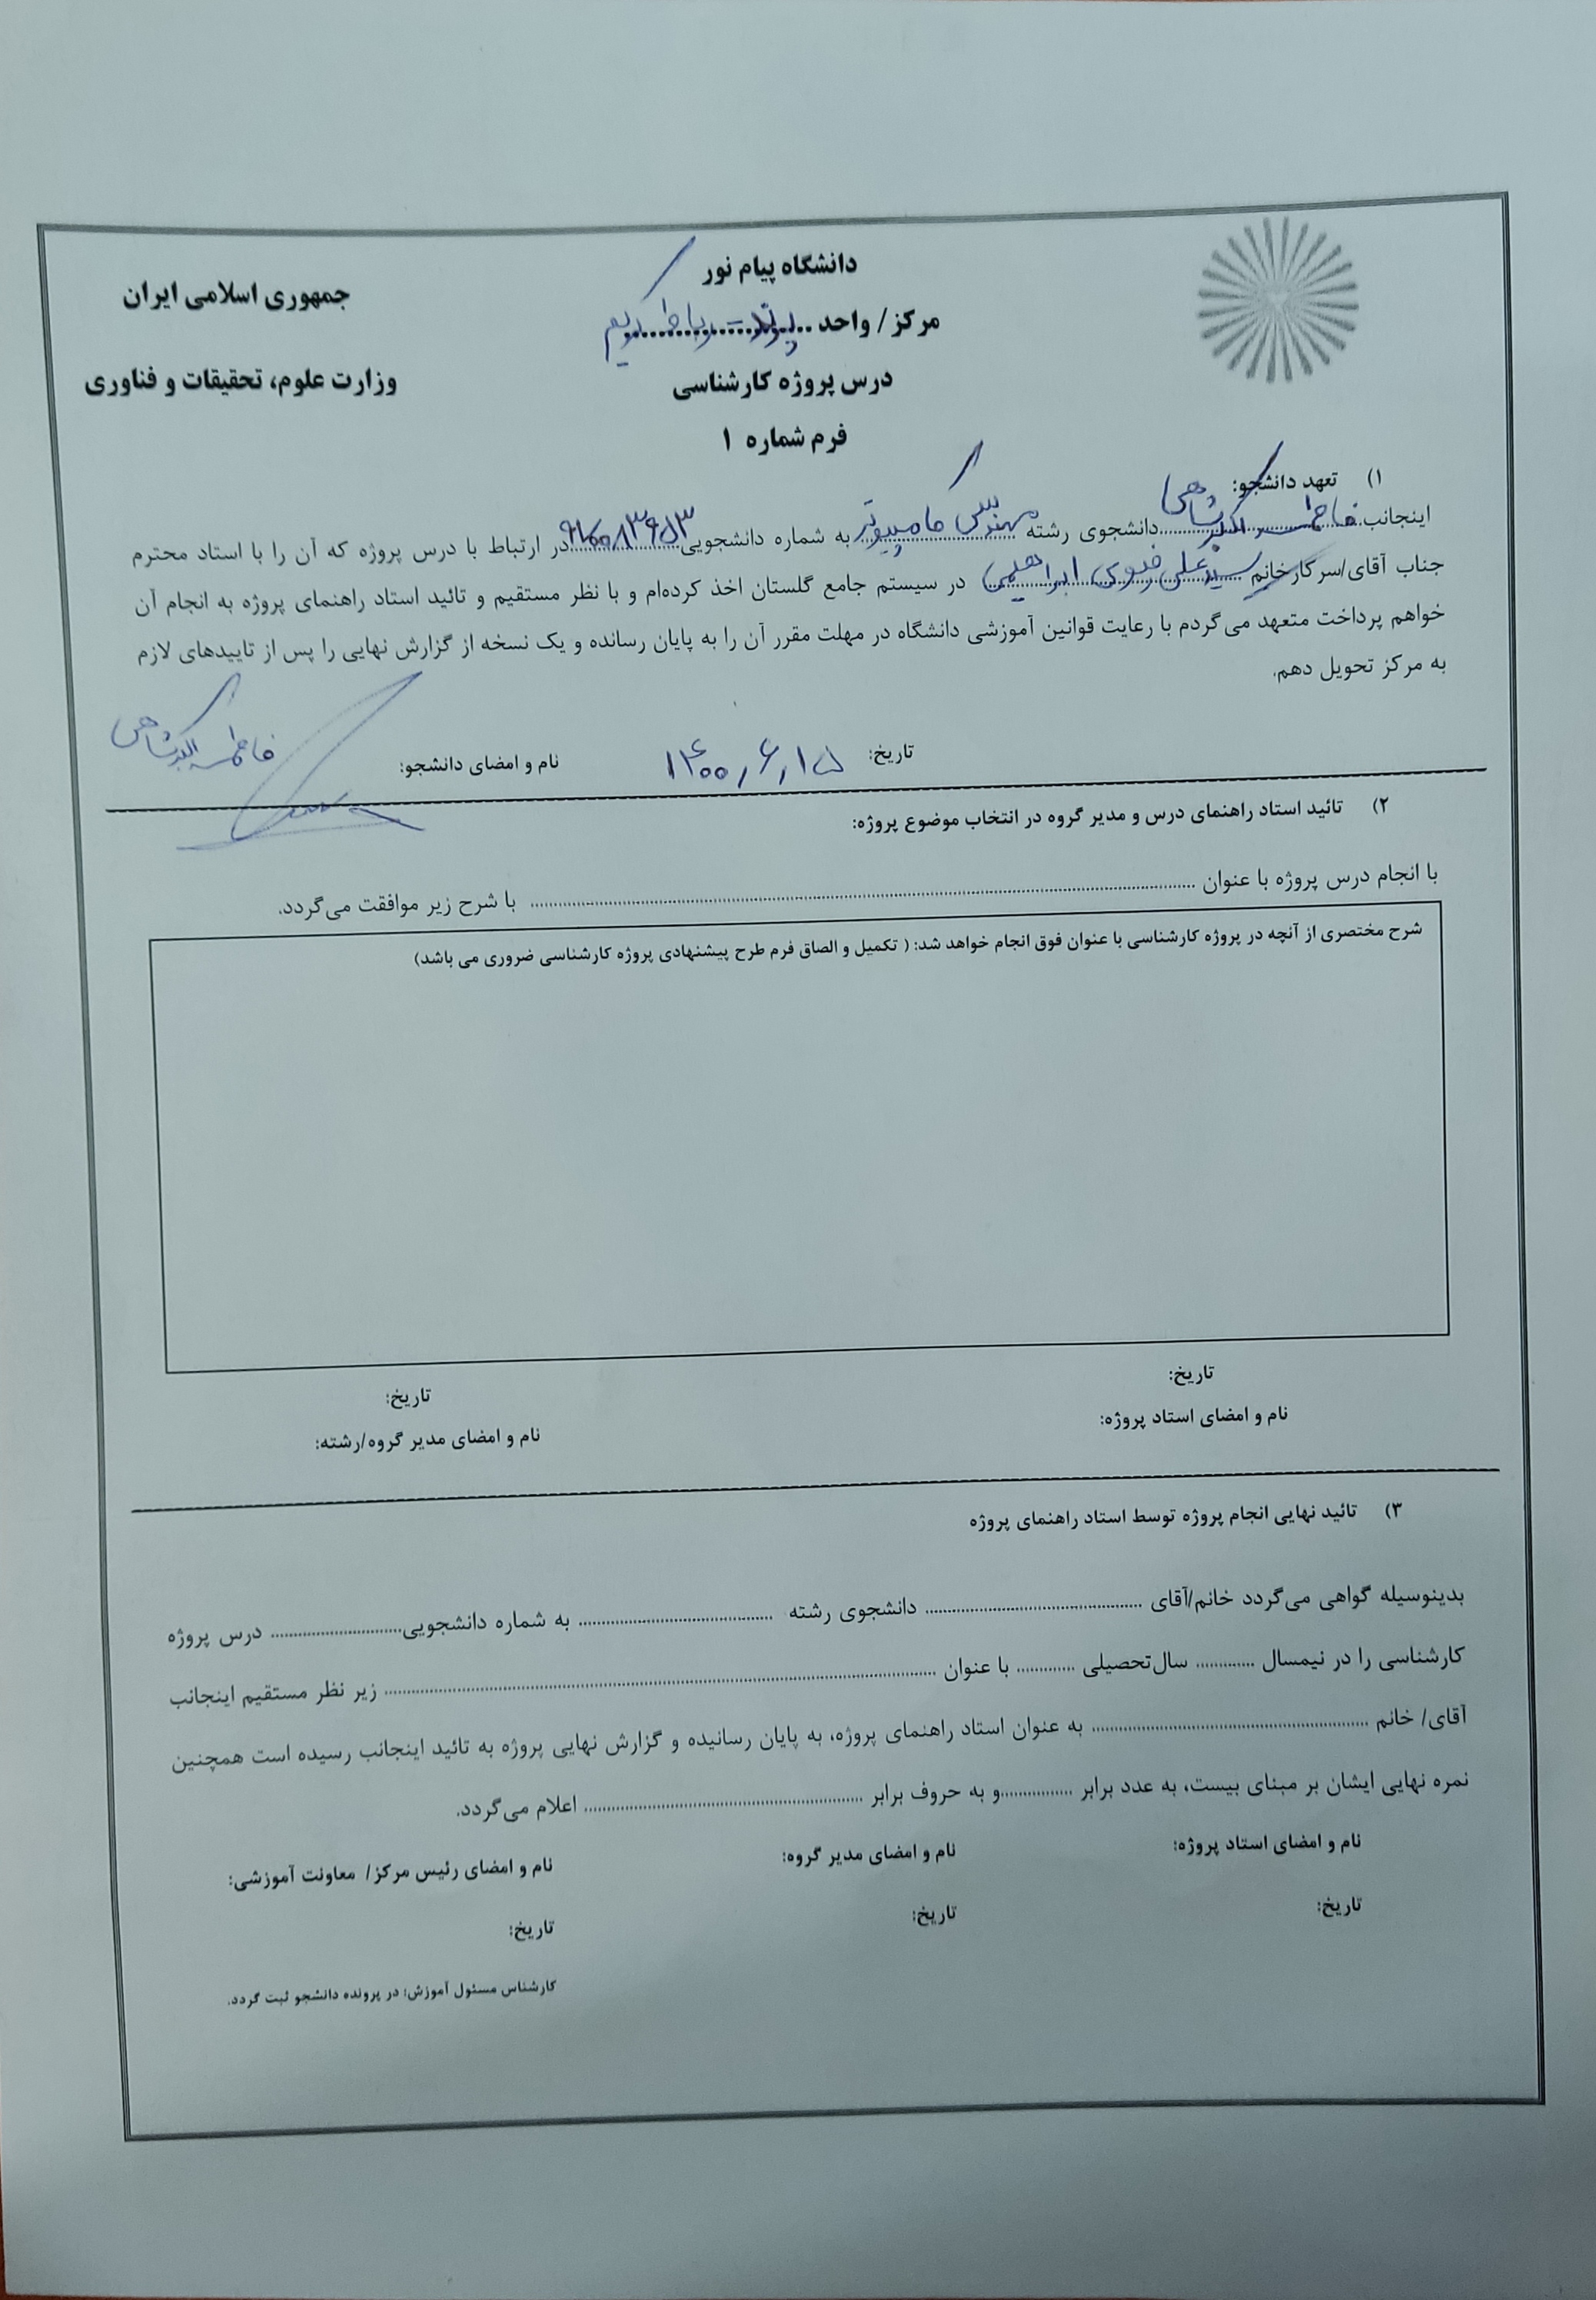 جمهوری اسلامی ایران
وزارت علوم، تحقیقات و فناوری
دانشگاه پیام نور
مرکز/ واحد پرند - رباط کریم
درس پروژه کارشناسی
فرم شماره ۱
۱) تعهد دانشجو:
اینجانب فاطمه اکبرشاهی دانشجوی رشته مهندسی کامپیوتر به شماره دانشجویی در ارتباط با درس پروژه که آن را با استاد محترم
جناب آقای/سرکارخانم سیدعلی رضوی ابراهیمی در سیستم جامع گلستان اخذ کرده‌ام و با نظر مستقیم و تائید استاد راهنمای پروژه به انجام آن
خواهم پرداخت متعهد می‌گردم با رعایت قوانین آموزشی دانشگاه در مهلت مقرر آن را به پایان رسانده و یک نسخه از گزارش نهایی را پس از تاییدهای لازم
به مرکز تحویل دهم.
تاریخ: ۱۴۰۰,۶,۱۵ نام و امضای دانشجو: فاطمه اکبرشاهی
۲) تائید استاد راهنمای درس و مدیر گروه در انتخاب موضوع پروژه:
با انجام درس پروژه با عنوان ........................ با شرح زیر موافقت می‌گردد.
شرح مختصری از آنچه در پروژه کارشناسی با عنوان فوق انجام خواهد شد: ( تکمیل و الصاق فرم طرح پیشنهادی پروژه کارشناسی ضروری می باشد)
تاریخ: تاریخ:
نام و امضای استاد پروژه: نام و امضای مدیر گروه/رشته:
۳) تائید نهایی انجام پروژه توسط استاد راهنمای پروژه
بدینوسیله گواهی می‌گردد خانم/آقای ............ دانشجوی رشته ............ به شماره دانشجویی............ درس پروژه
کارشناسی را در نیمسال ............ سال‌تحصیلی ............ با عنوان ............ زیر نظر مستقیم اینجانب
آقای/ خانم ............ به عنوان استاد راهنمای پروژه، به پایان رسانیده و گزارش نهایی پروژه به تائید اینجانب رسیده است همچنین
نمره نهایی ایشان بر مبنای بیست، به عدد برابر ............و به حروف برابر ............ اعلام می‌گردد.
نام و امضای استاد پروژه: نام و امضای مدیر گروه: نام و امضای رئیس مرکز/ معاونت آموزشی:
تاریخ: تاریخ: تاریخ:
کارشناس مسئول آموزش: در پرونده دانشجو ثبت گردد.